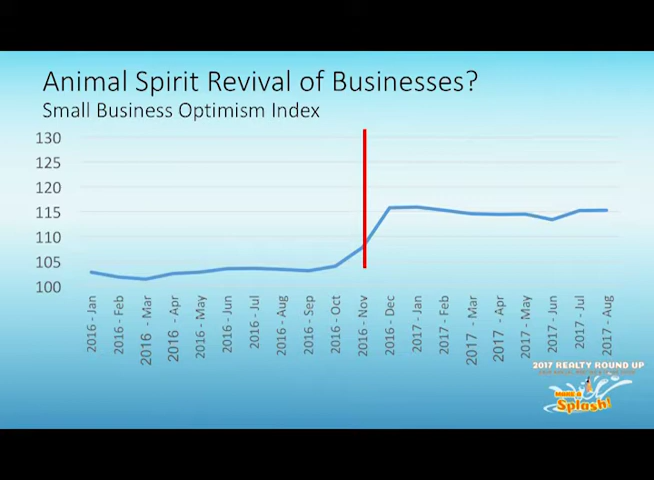 Animal Spirit Revival of Businesses?
Small Business Optimism Index
130
125
120
115
110
105
100
2016 - Jan
2016 - Feb
2016 - Mar
2016 - Apr
2016 - May
2016 - Jun
2016 - Jul
2016 - Aug
2016 - Sep
2016 - Oct
2016 - Nov
2016 - Dec
2017 - Jan
2017 - Feb
2017 - Mar
2017 - Apr
2017 - May
2017 - Jun
2017 - Jul
2017 - Aug
2017 REALTY ROUND UP
MAKE A
Splash!